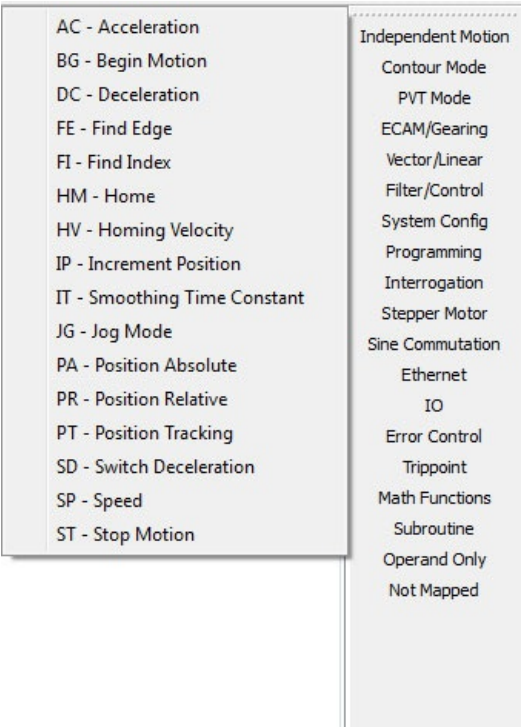 AC - Acceleration
BG - Begin Motion
DC - Deceleration
FE - Find Edge
FI - Find Index
HM - Home
HV - Homing Velocity
IP - Increment Position
IT - Smoothing Time Constant
JG - Jog Mode
PA - Position Absolute
PR - Position Relative
PT - Position Tracking
SD - Switch Deceleration
SP - Speed
ST - Stop Motion
Independent Motion
Contour Mode
PVT Mode
ECAM/Gearing
Vector/Linear
Filter/Control
System Config
Programming
Interrogation
Stepper Motor
Sine Commutation
Ethernet
IO
Error Control
Trippoint
Math Functions
Subroutine
Operand Only
Not Mapped